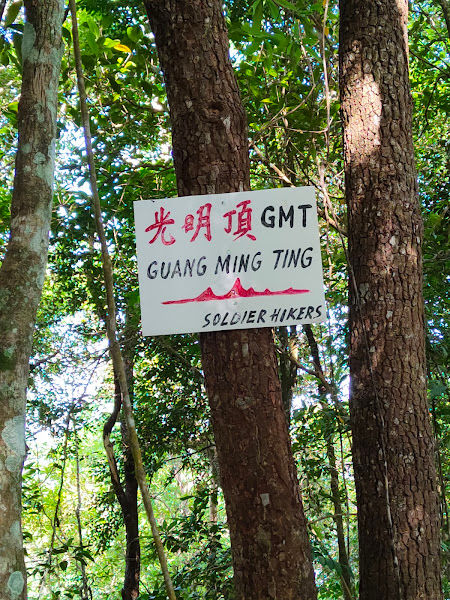 光明頂 GMT
GUANG MING TING
SOLDIER HIKERS